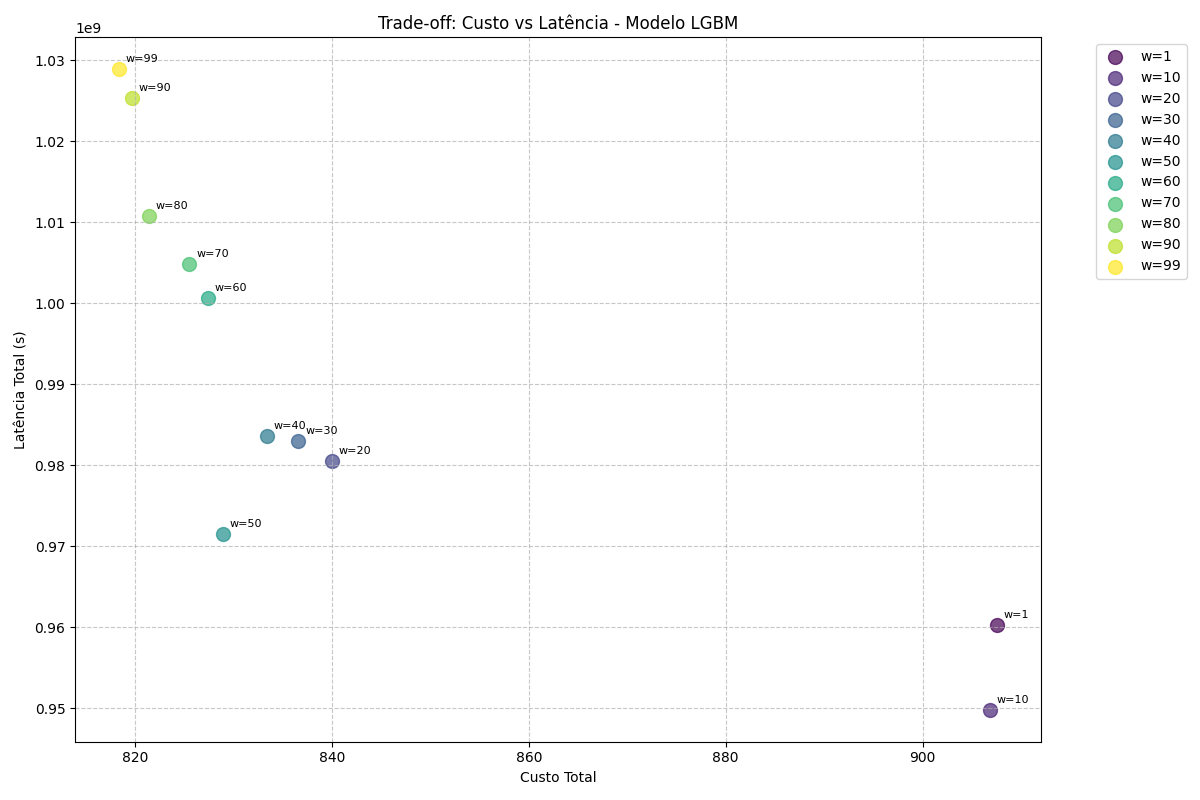 Trade-off: Custo vs Latência - Modelo LGBM
1e9
1.03
1.02
1.01
1.00
0.99
0.98
0.97
0.96
0.95
Latência Total (s)
w=99
w=90
w=80
w=70
w=60
w=40
w=30
w=20
w=50
w=1
w=10
820
840
860
880
900
Custo Total
w=1
w=10
w=20
w=30
w=40
w=50
w=60
w=70
w=80
w=90
w=99